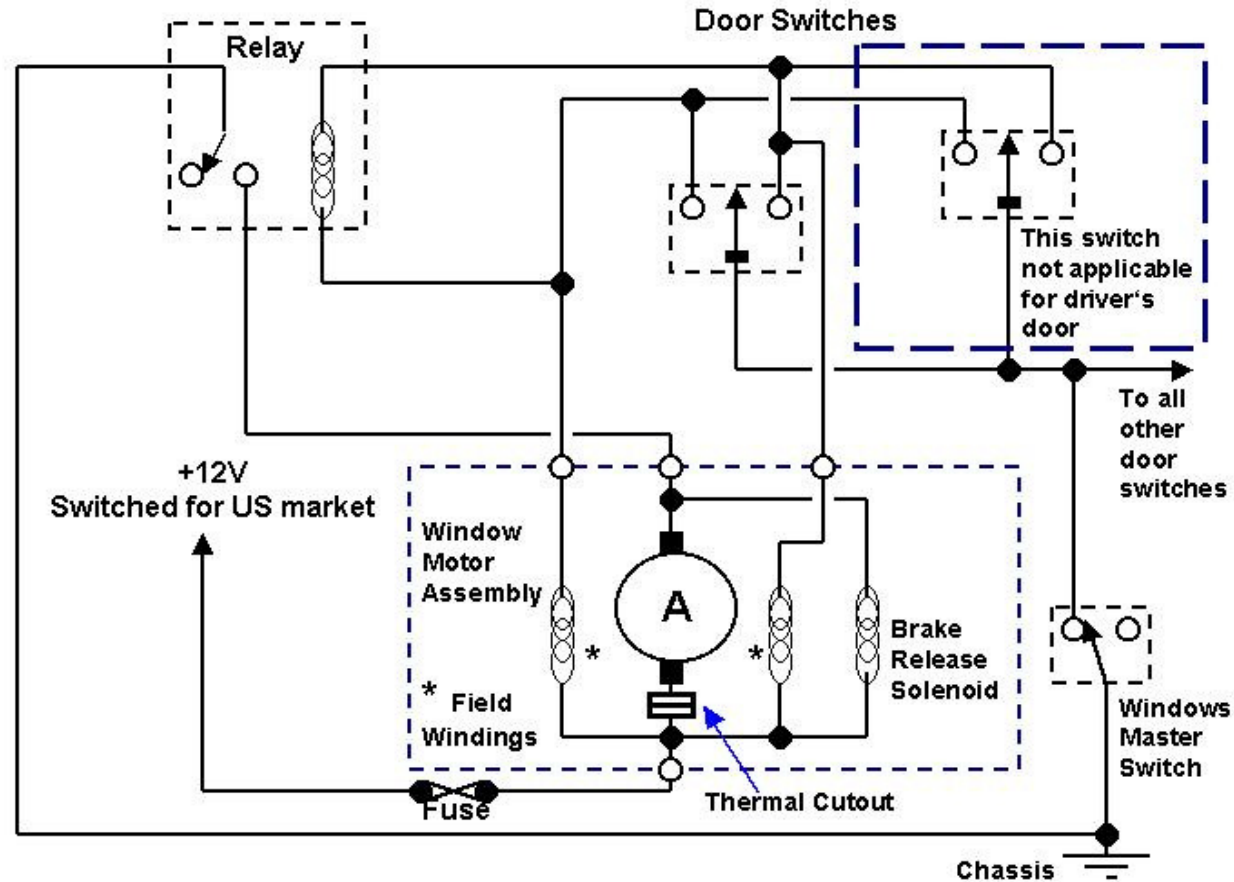 Door Switches
Relay
This switch
not applicable
for driver's
door
To all
other
door
switches
+12V
Switched for US market
Window
Motor
Assembly
A
*
*
Brake
Release
Solenoid
* Field
Windings
Windows
Master
Switch
Thermal Cutout
Fuse
Chassis